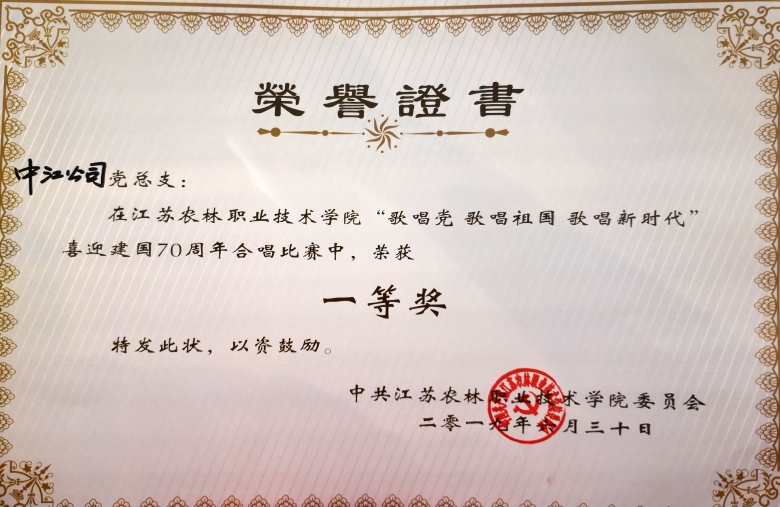 榮譽證書
中江公司党总支：
在江苏农林职业技术学院“歌唱党 歌唱祖国 歌唱新时代”
喜迎建国70周年合唱比赛中，荣获
一等奖
特发此状，以资鼓励。
中共江苏农林职业技术学院委员会
二零一九年六月三十日